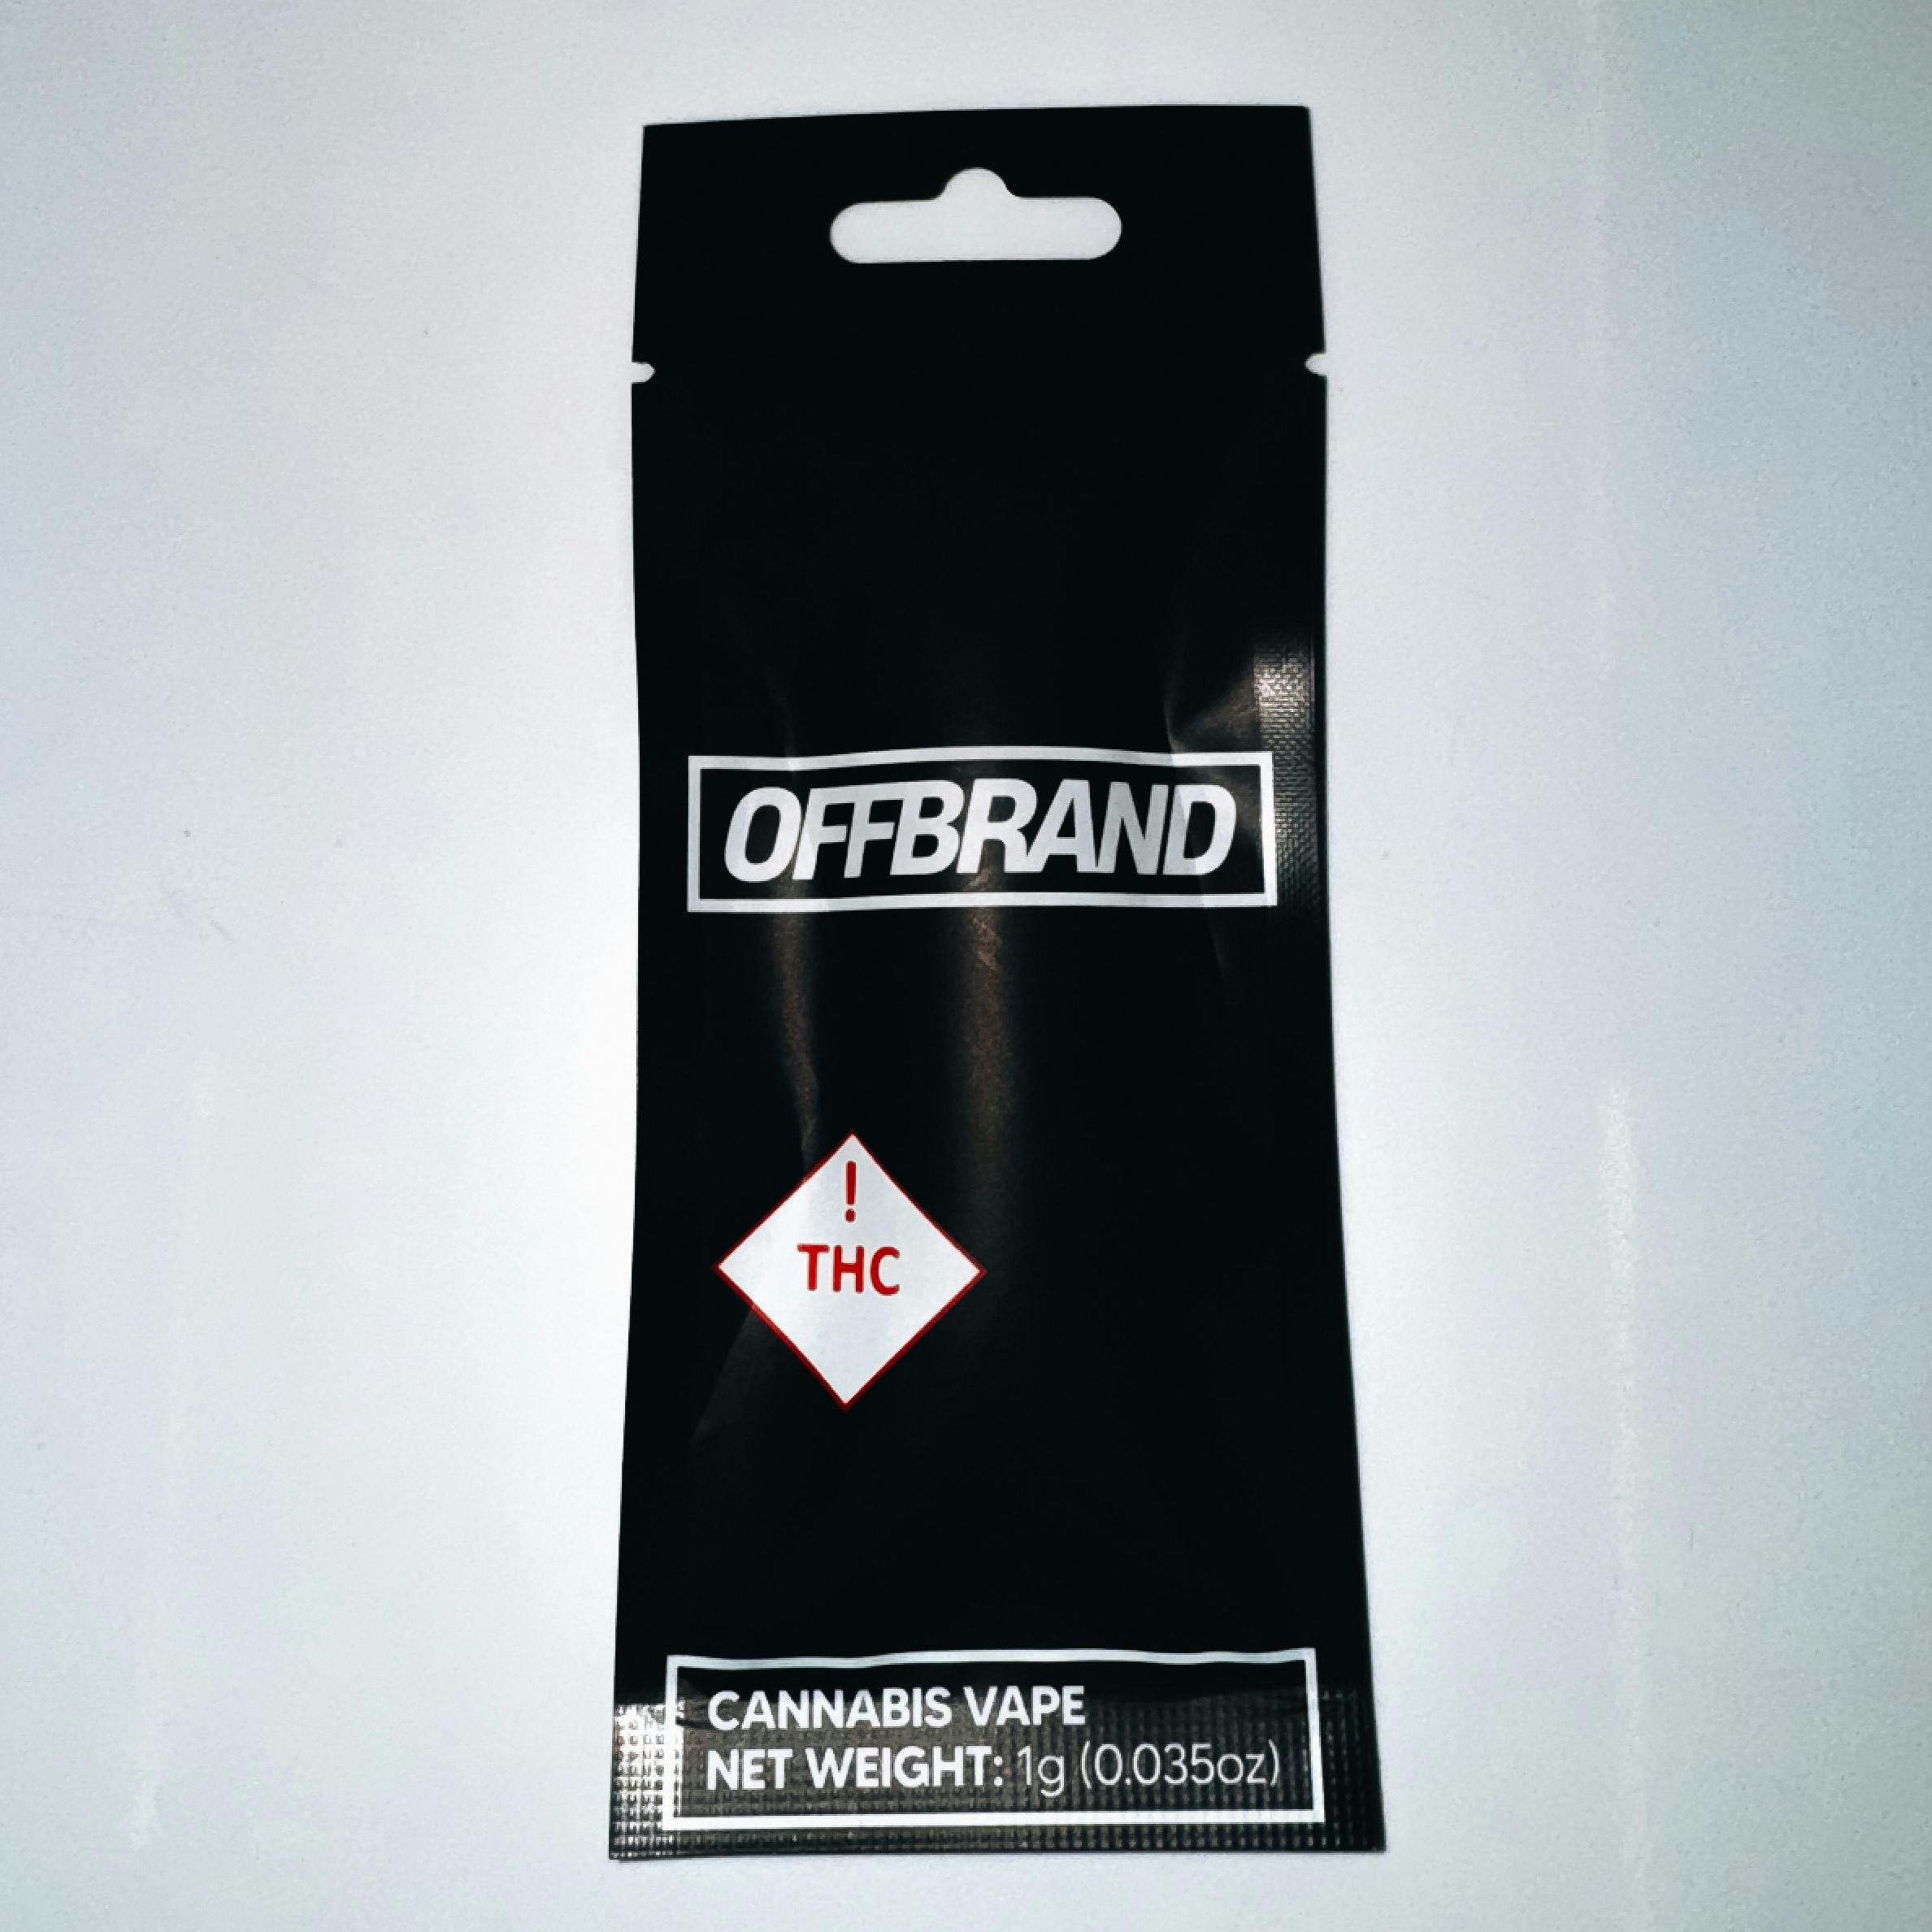 OFFBRAND
!
THC
CANNABIS VAPE
NET WEIGHT: 1g (0.035oz)